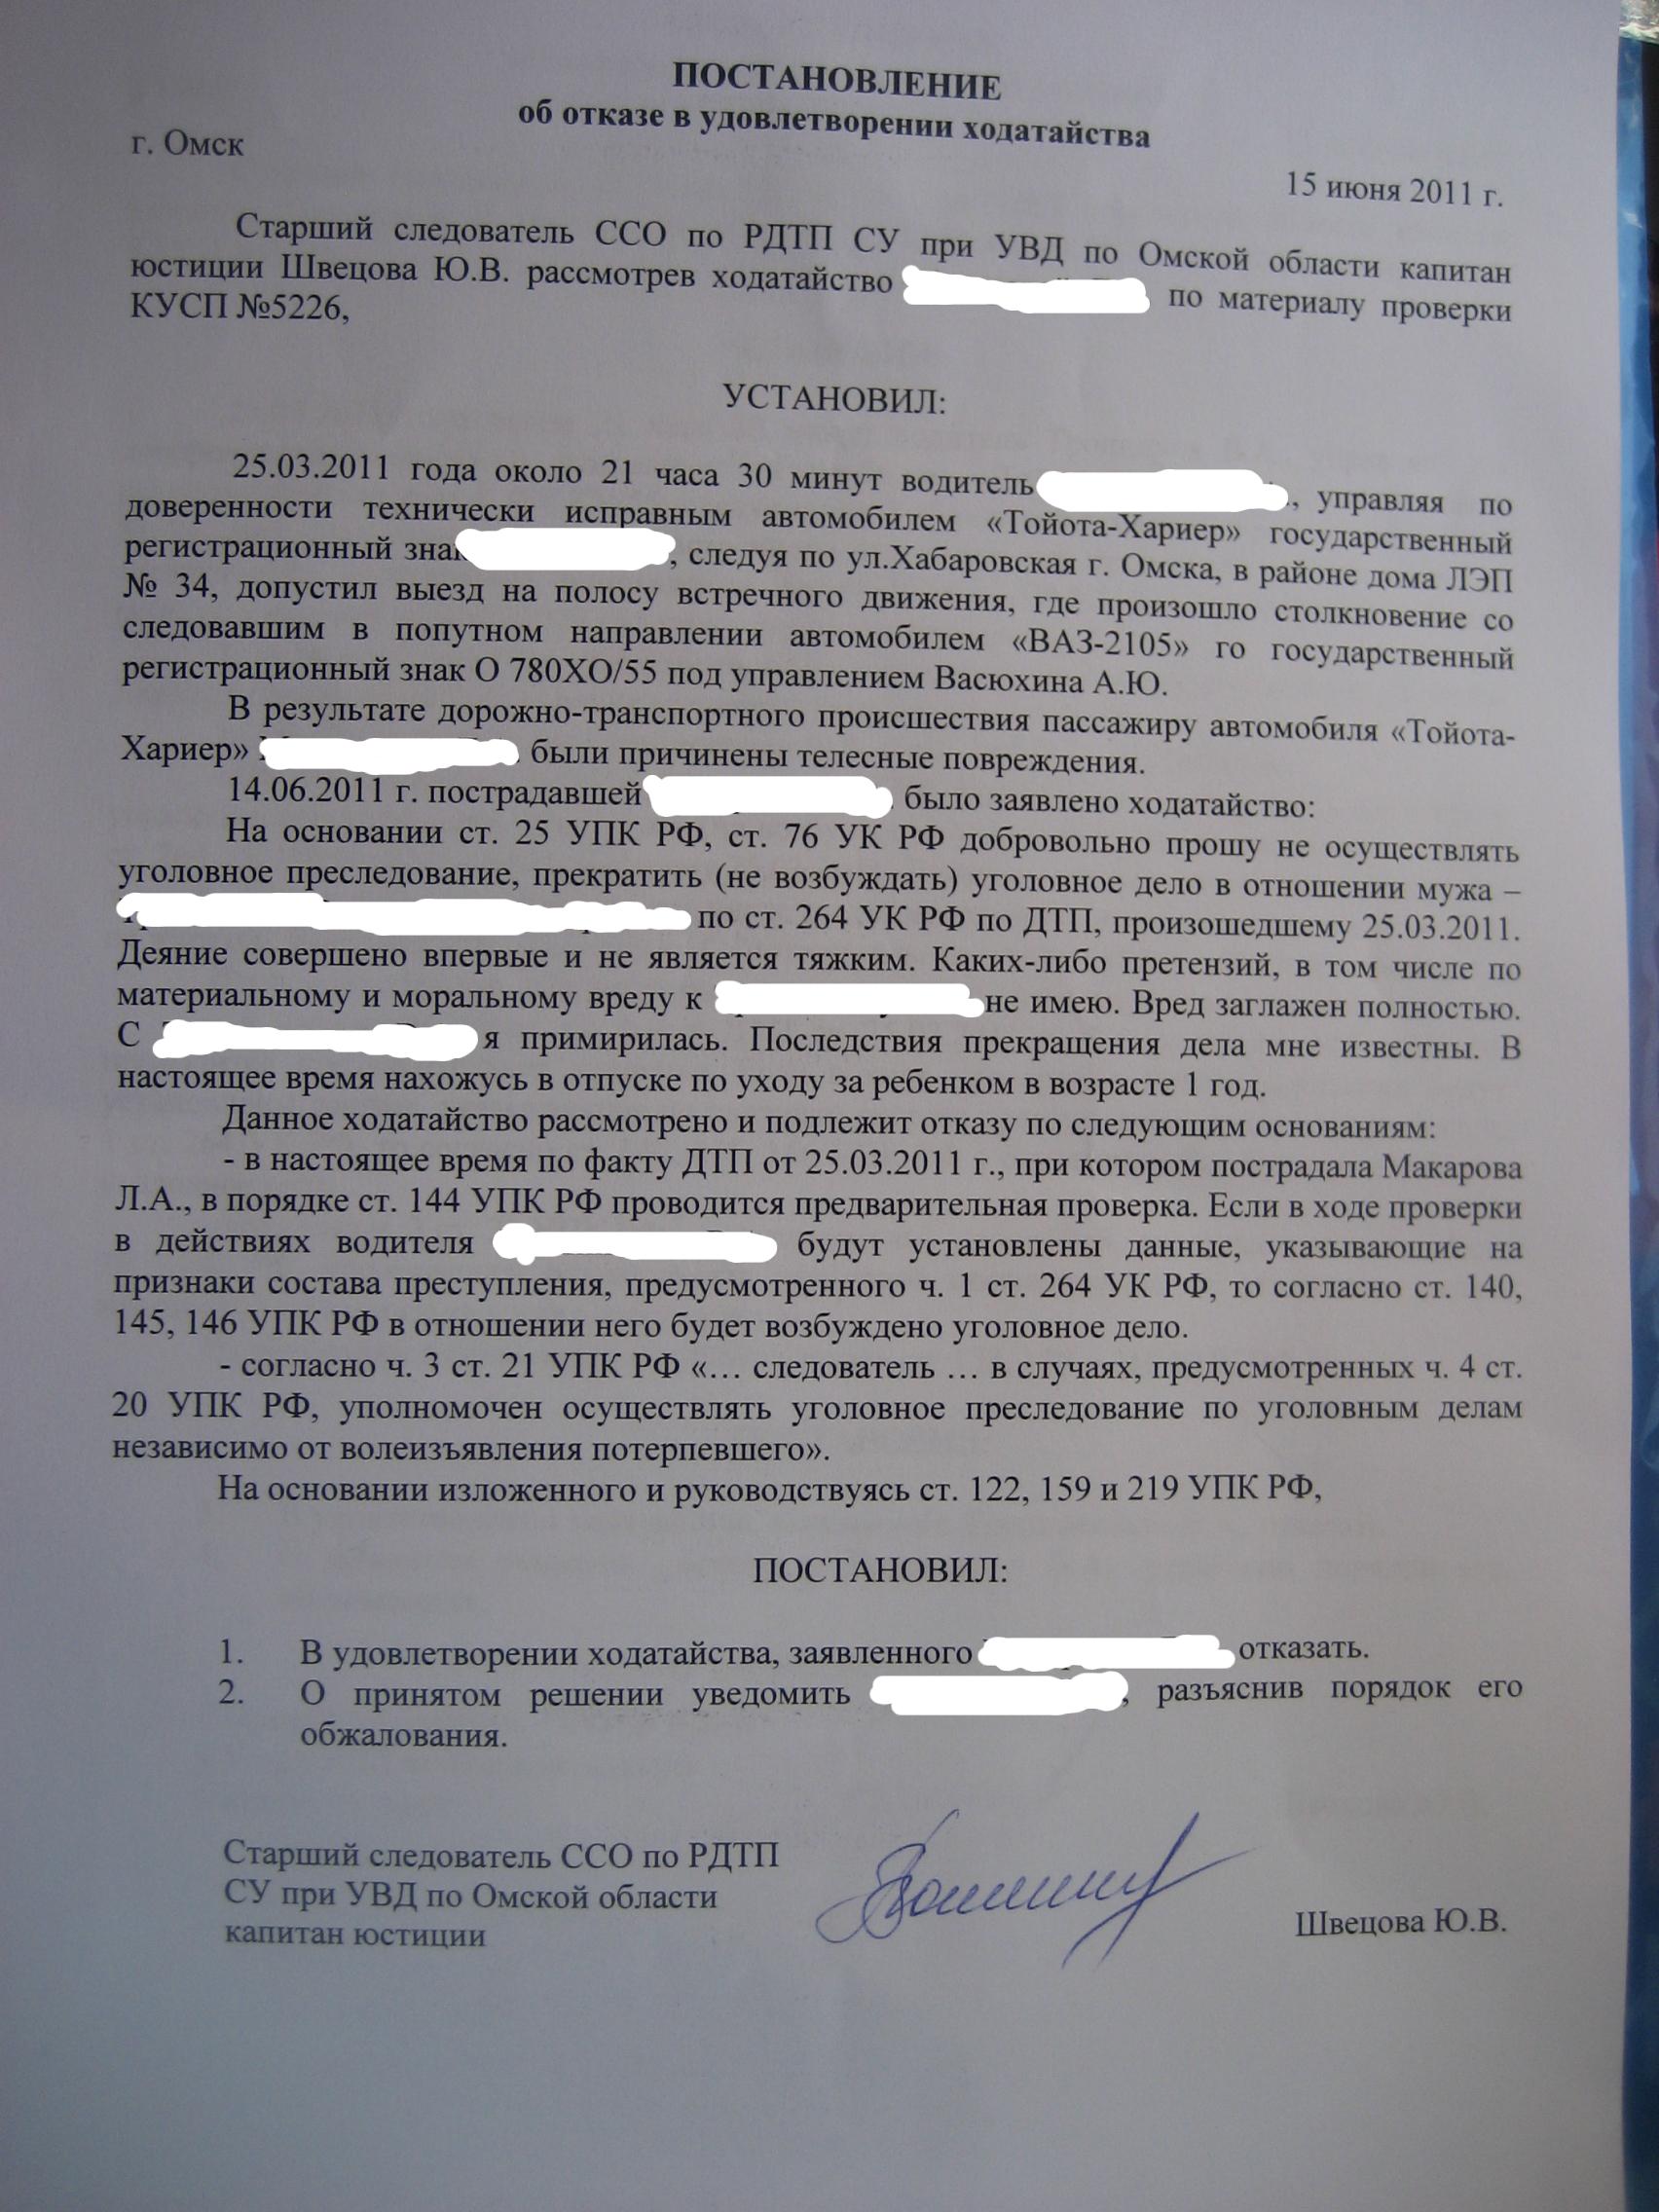 ПОСТАНОВЛЕНИЕ
об отказе в удовлетворении ходатайства
г. Омск
15 июня 2011 г.
Старший следователь ССО по РДТП СУ при УВД по Омской области капитан
юстиции Швецова Ю.В. рассмотрев ходатайство по материалу проверки
КУСП №5226,
УСТАНОВИЛ:
25.03.2011 года около 21 часа 30 минут водитель , управляя по
доверенности технически исправным автомобилем «Тойота-Хариер» государственный
регистрационный знак , следуя по ул.Хабаровская г. Омска, в районе дома ЛЭП
№ 34, допустил выезд на полосу встречного движения, где произошло столкновение со
следовавшим в попутном направлении автомобилем «ВАЗ-2105» го государственный
регистрационный знак О 780ХО/55 под управлением Васюхина А.Ю.
В результате дорожно-транспортного происшествия пассажиру автомобиля «Тойота-
Хариер» были причинены телесные повреждения.
14.06.2011 г. пострадавшей было заявлено ходатайство:
На основании ст. 25 УПК РФ, ст. 76 УК РФ добровольно прошу не осуществлять
уголовное преследование, прекратить (не возбуждать) уголовное дело в отношении мужа –
по ст. 264 УК РФ по ДТП, произошедшему 25.03.2011.
Деяние совершено впервые и не является тяжким. Каких-либо претензий, в том числе по
материальному и моральному вреду к не имею. Вред заглажен полностью.
С я примирилась. Последствия прекращения дела мне известны. В
настоящее время нахожусь в отпуске по уходу за ребенком в возрасте 1 год.
Данное ходатайство рассмотрено и подлежит отказу по следующим основаниям:
- в настоящее время по факту ДТП от 25.03.2011 г., при котором пострадала Макарова
Л.А., в порядке ст. 144 УПК РФ проводится предварительная проверка. Если в ходе проверки
в действиях водителя будут установлены данные, указывающие на
признаки состава преступления, предусмотренного ч. 1 ст. 264 УК РФ, то согласно ст. 140,
145, 146 УПК РФ в отношении него будет возбуждено уголовное дело.
- согласно ч. 3 ст. 21 УПК РФ «… следователь … в случаях, предусмотренных ч. 4 ст.
20 УПК РФ, уполномочен осуществлять уголовное преследование по уголовным делам
независимо от волеизъявления потерпевшего».
На основании изложенного и руководствуясь ст. 122, 159 и 219 УПК РФ,
ПОСТАНОВИЛ:
1. В удовлетворении ходатайства, заявленного отказать.
2. О принятом решении уведомить , разъяснив порядок его
обжалования.
Старший следователь ССО по РДТП
СУ при УВД по Омской области
капитан юстиции
Швецова Ю.В.